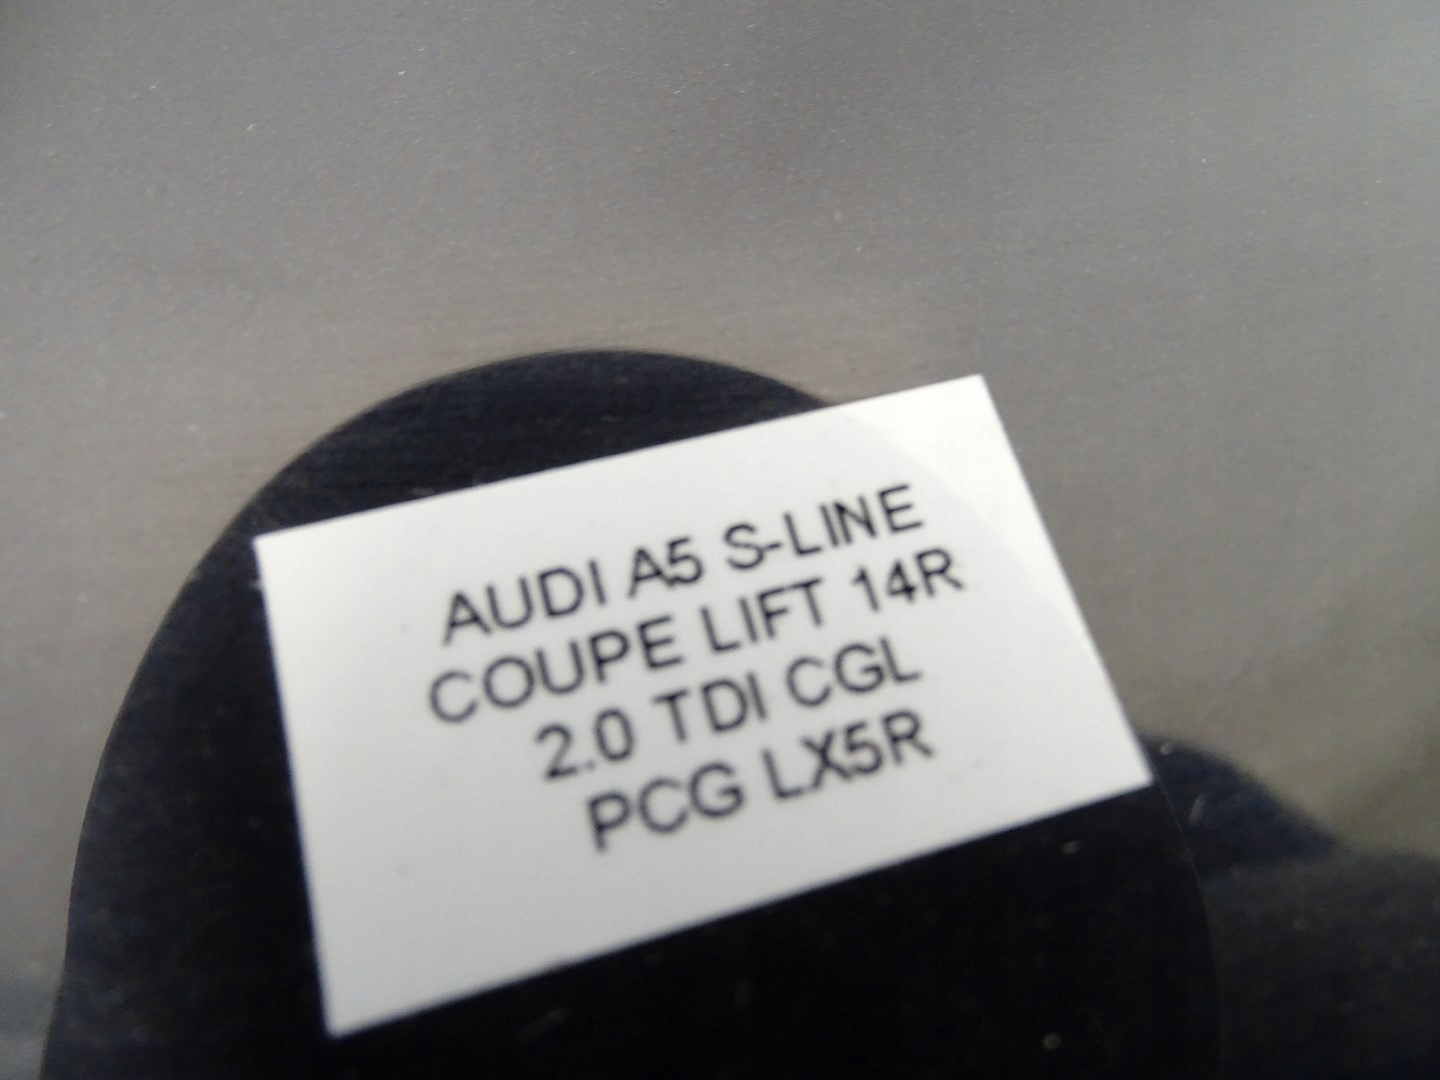 AUDI A5 S-LINE
COUPE LIFT 14R
2.0 TDI CGL
PCG LX5R